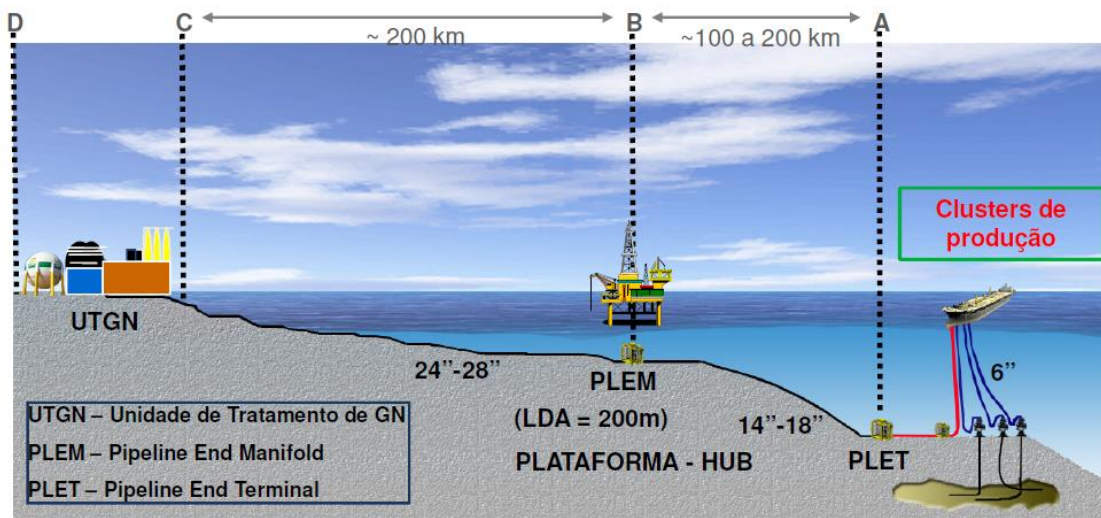 D C B A
~ 200 km ~100 a 200 km
Clusters de
produção
UTGN
24”-28”
PLEM
(LDA = 200m)
6”
14”-18”
PLATAFORMA - HUB
PLET
UTGN – Unidade de Tratamento de GN
PLEM – Pipeline End Manifold
PLET – Pipeline End Terminal